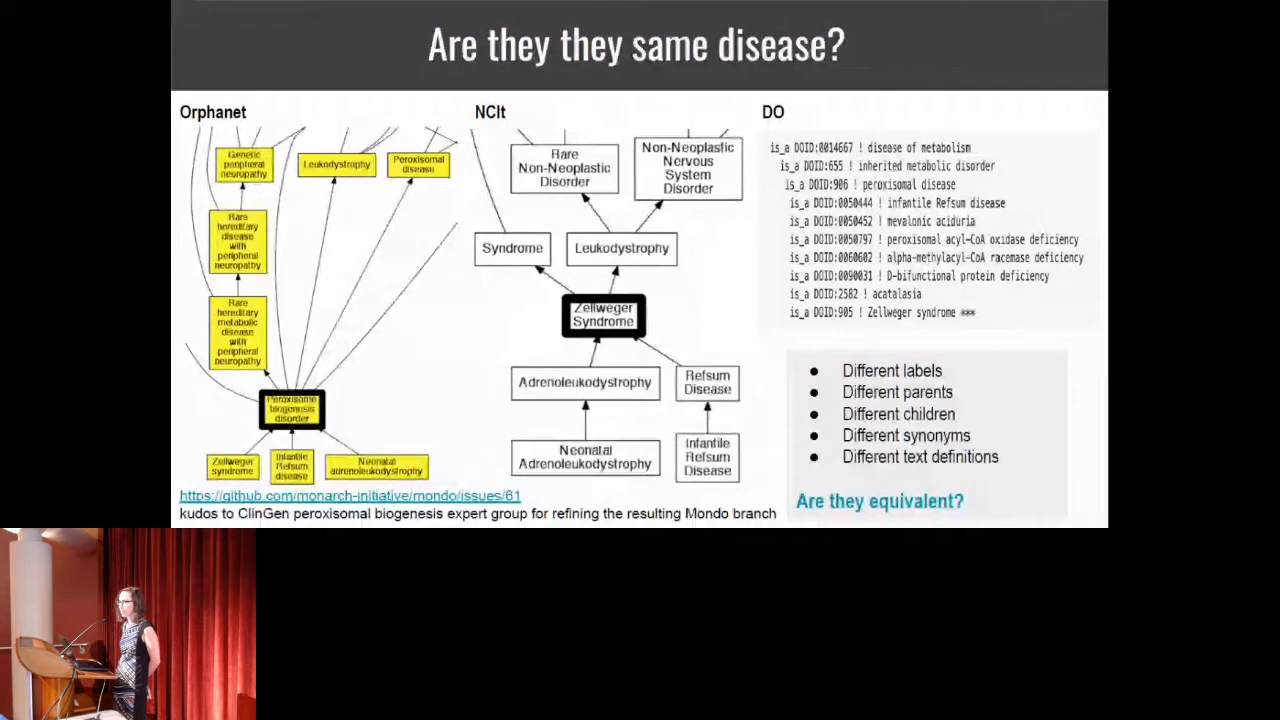 Are they they same disease?
Orphanet
Genetic
peripheral
neuropathy
Leukodystrophy
Peroxisomal
disease
Rare
hereditary
disease
with
peripheral
neuropathy
Rare
hereditary
metabolic
disease
with
peripheral
neuropathy
Peroxisome
biogenesis
disorder
Zellweger
syndrome
Infantile
Refsum
disease
Neonatal
adrenoleukodystrophy
https://github.com/monarch-initiative/mondo/issues/61
kudos to ClinGen peroxisomal biogenesis expert group for refining the resulting Mondo branch
NCIt
Rare
Non-Neoplastic
Disorder
Non-Neoplastic
Nervous
System
Disorder
Syndrome
Leukodystrophy
Zellweger
Syndrome
Adrenoleukodystrophy
Refsum
Disease
Neonatal
Adrenoleukodystrophy
Infantile
Refsum
Disease
DO
is_a DOID:0014667 ! disease of metabolism
is_a DOID:655 ! inherited metabolic disorder
is_a DOID:906 ! peroxisomal disease
is_a DOID:0050444 ! infantile Refsum disease
is_a DOID:0050452 ! mevalonic aciduria
is_a DOID:0050797 ! peroxisomal acyl-CoA oxidase deficiency
is_a DOID:0060602 ! alpha-methylacyl-CoA racemase deficiency
is_a DOID:0090031 ! D-bifunctional protein deficiency
is_a DOID:2582 ! acatalasia
is_a DOID:905 ! Zellweger syndrome ***
● Different labels
● Different parents
● Different children
● Different synonyms
● Different text definitions
Are they equivalent?